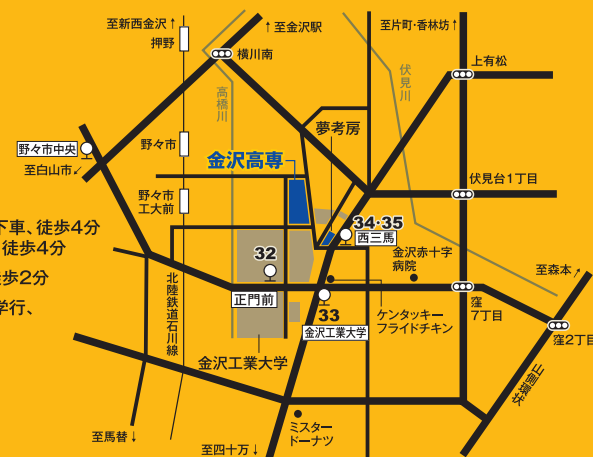 至新西金沢↑
押野
↑至金沢駅
横川南
至片町・香林坊↑
上有松
伏見川
高橋川
夢考房
野々市中央
至白山市↙
野々市
金沢高専
野々市
工大前
伏見台1丁目
下車、徒歩4分
徒歩4分
歩2分
学行、
34・35
西三馬
金沢赤十字
病院
至森本↗
32
正門前
33
金沢工業大学
北陸鉄道石川線
ケンタッキー
フライドチキン
窪
7丁目
窪2丁目
山側環状
金沢工業大学
ミスター
ドーナツ
至馬替↓
至四十万↓